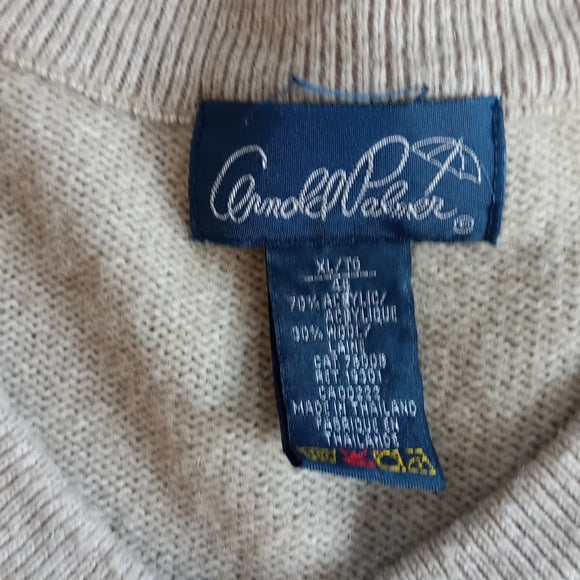 Arnold Palmer
XL/TG
70% ACRYLIC/
ACRYLIQUE
30% WOOL/
LAINE
MADE IN THAILAND
FABRIQUE EN
THAILANDE